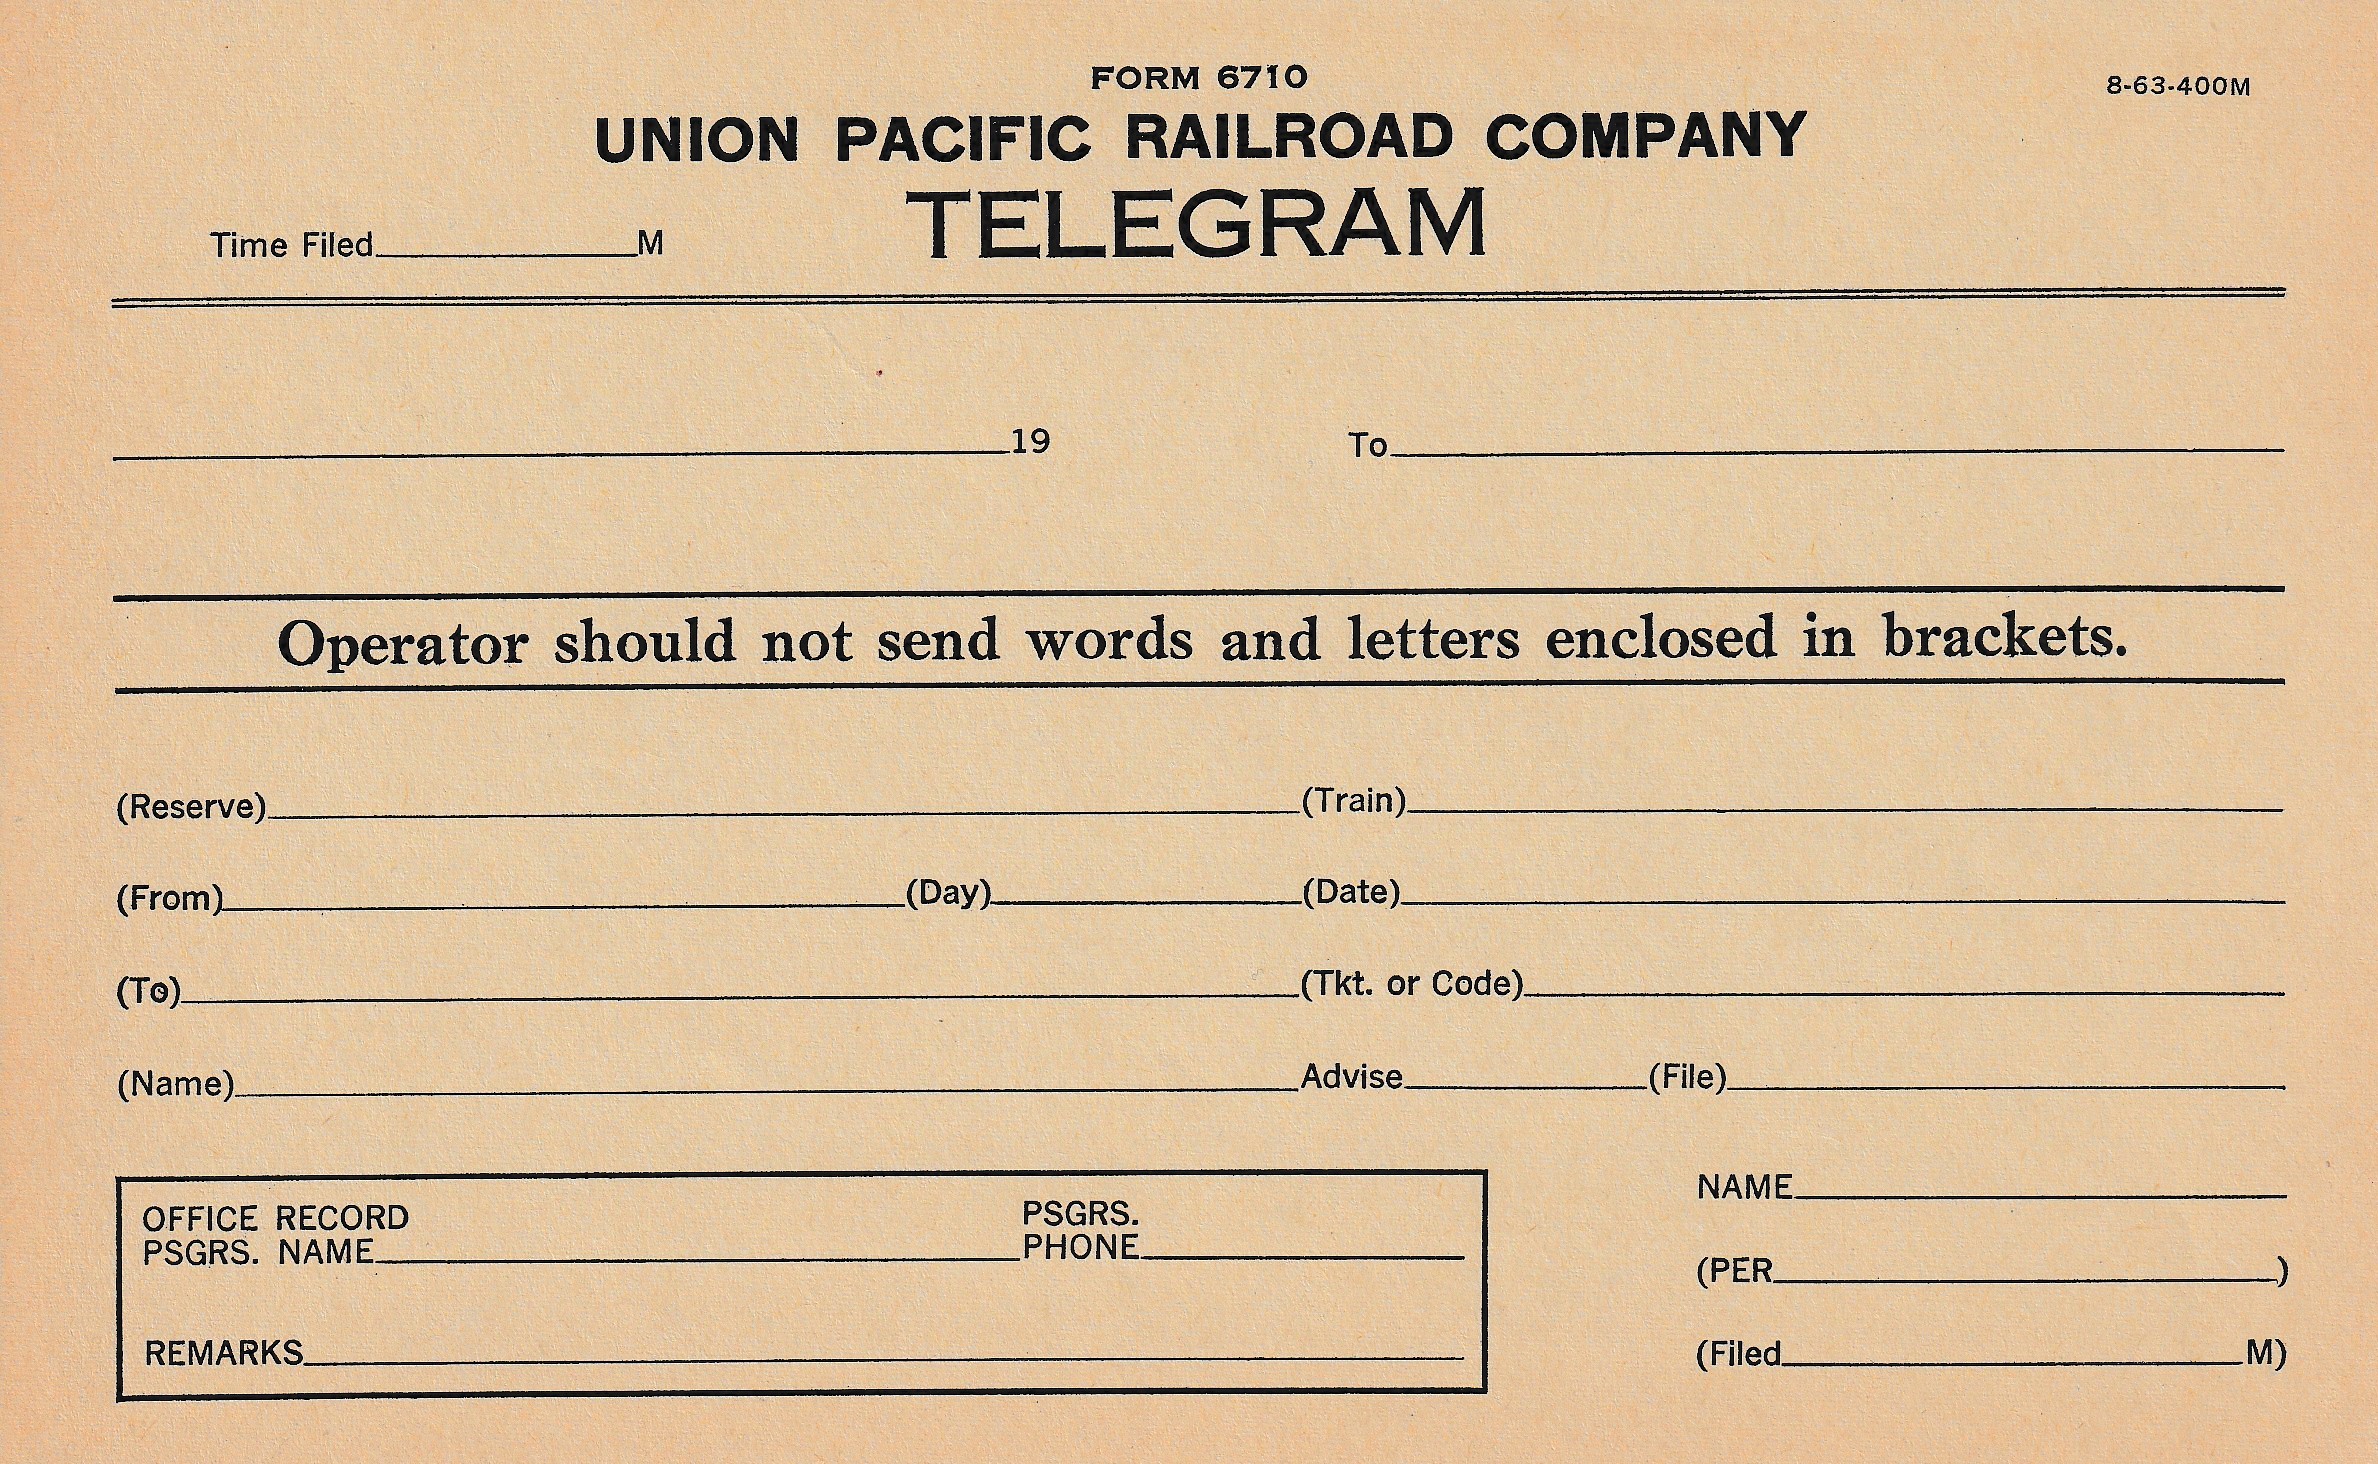 FORM 6710
8-63-400M
UNION PACIFIC RAILROAD COMPANY
TELEGRAM
Time Filed M
19 To
Operator should not send words and letters enclosed in brackets.
(Reserve) (Train)
(From) (Day) (Date)
(To) (Tkt. or Code)
(Name) Advise (File)
OFFICE RECORD PSGRS.
PSGRS. NAME PHONE
REMARKS
NAME
(PER )
(Filed M)